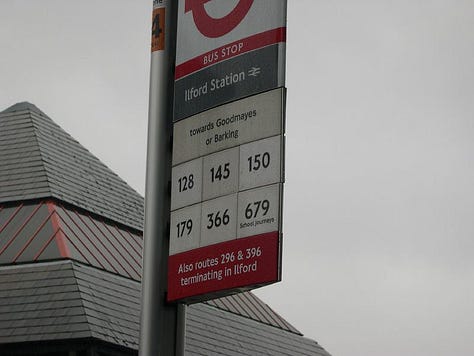 4
BUS STOP
Ilford Station
towards Goodmayes
or Barking
128 145 150
179 366 679
School Journeys
Also routes 296 & 396
terminating in Ilford